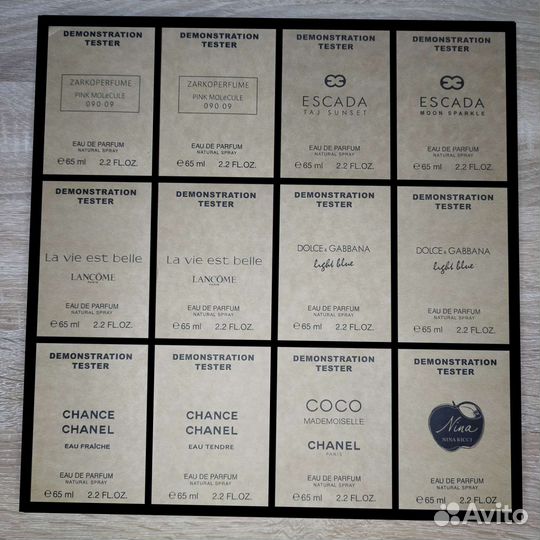 DEMONSTRATION
TESTER
ZARKOPERFUME
PINK MOLéCULE
090·09
EAU DE PARFUM
NATURAL SPRAY
℮65 ml 2.2 FL.OZ.
DEMONSTRATION
TESTER
ZARKOPERFUME
PINK MOLéCULE
090·09
EAU DE PARFUM
NATURAL SPRAY
℮65 ml 2.2 FL.OZ.
DEMONSTRATION
TESTER
ESCADA
TAJ SUNSET
EAU DE PARFUM
NATURAL SPRAY
℮65 ml 2.2 FL.OZ.
DEMONSTRATION
TESTER
ESCADA
MOON SPARKLE
EAU DE PARFUM
NATURAL SPRAY
℮65 ml 2.2 FL.OZ.
DEMONSTRATION
TESTER
La vie est belle
LANCÔME
PARIS
EAU DE PARFUM
NATURAL SPRAY
℮65 ml 2.2 FL.OZ.
DEMONSTRATION
TESTER
La vie est belle
LANCÔME
PARIS
EAU DE PARFUM
NATURAL SPRAY
℮65 ml 2.2 FL.OZ.
DEMONSTRATION
TESTER
DOLCE & GABBANA
light blue
EAU DE PARFUM
NATURAL SPRAY
℮65 ml 2.2 FL.OZ.
DEMONSTRATION
TESTER
DOLCE & GABBANA
light blue
EAU DE PARFUM
NATURAL SPRAY
℮65 ml 2.2 FL.OZ.
DEMONSTRATION
TESTER
CHANCE
CHANEL
EAU FRAÎCHE
EAU DE PARFUM
NATURAL SPRAY
℮65 ml 2.2 FL.OZ.
DEMONSTRATION
TESTER
CHANCE
CHANEL
EAU TENDRE
EAU DE PARFUM
NATURAL SPRAY
℮65 ml 2.2 FL.OZ.
DEMONSTRATION
TESTER
COCO
MADEMOISELLE
CHANEL
PARIS
EAU DE PARFUM
NATURAL SPRAY
℮65 ml 2.2 FL.OZ.
DEMONSTRATION
TESTER
Nina
NINA RICCI
EAU DE PARFUM
NATURAL SPRAY
℮65 ml 2.2 FL.OZ.
Avito